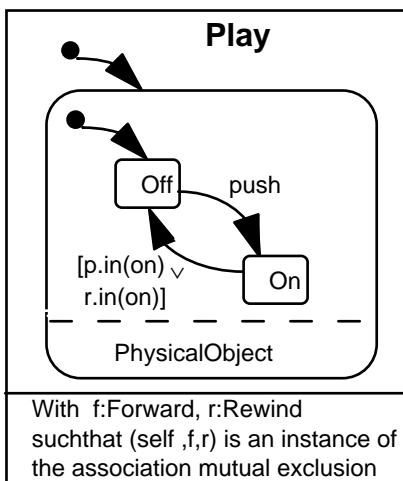 Play
Off
push
[p.in(on) ∨
r.in(on)]
On
PhysicalObject
With f:Forward, r:Rewind
suchthat (self ,f,r) is an instance of
the association mutual exclusion